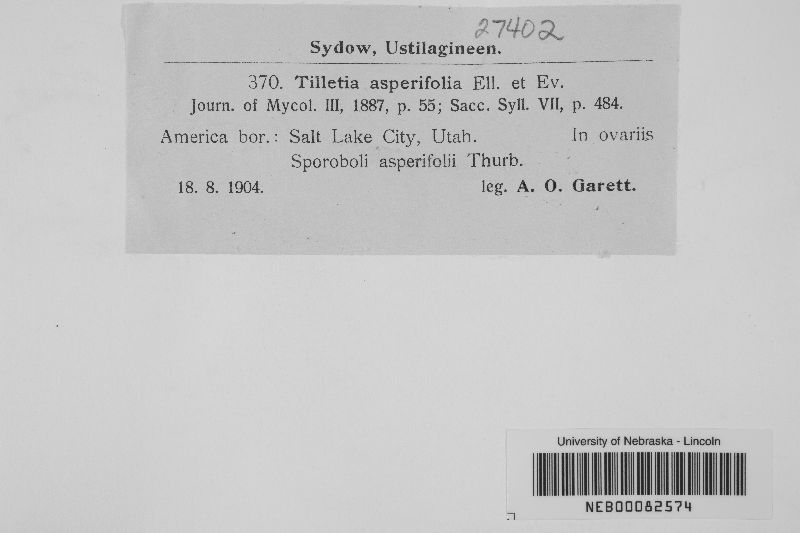 27402
Sydow, Ustilagineen.
370. Tilletia asperifolia Ell. et Ev.
Journ. of Mycol. III, 1887, p. 55; Sacc. Syll. VII, p. 484.
America bor.: Salt Lake City, Utah. In ovariis
Sporoboli asperifolii Thurb.
18. 8. 1904. leg. A. O. Garett.
University of Nebraska - Lincoln
NEB00082574